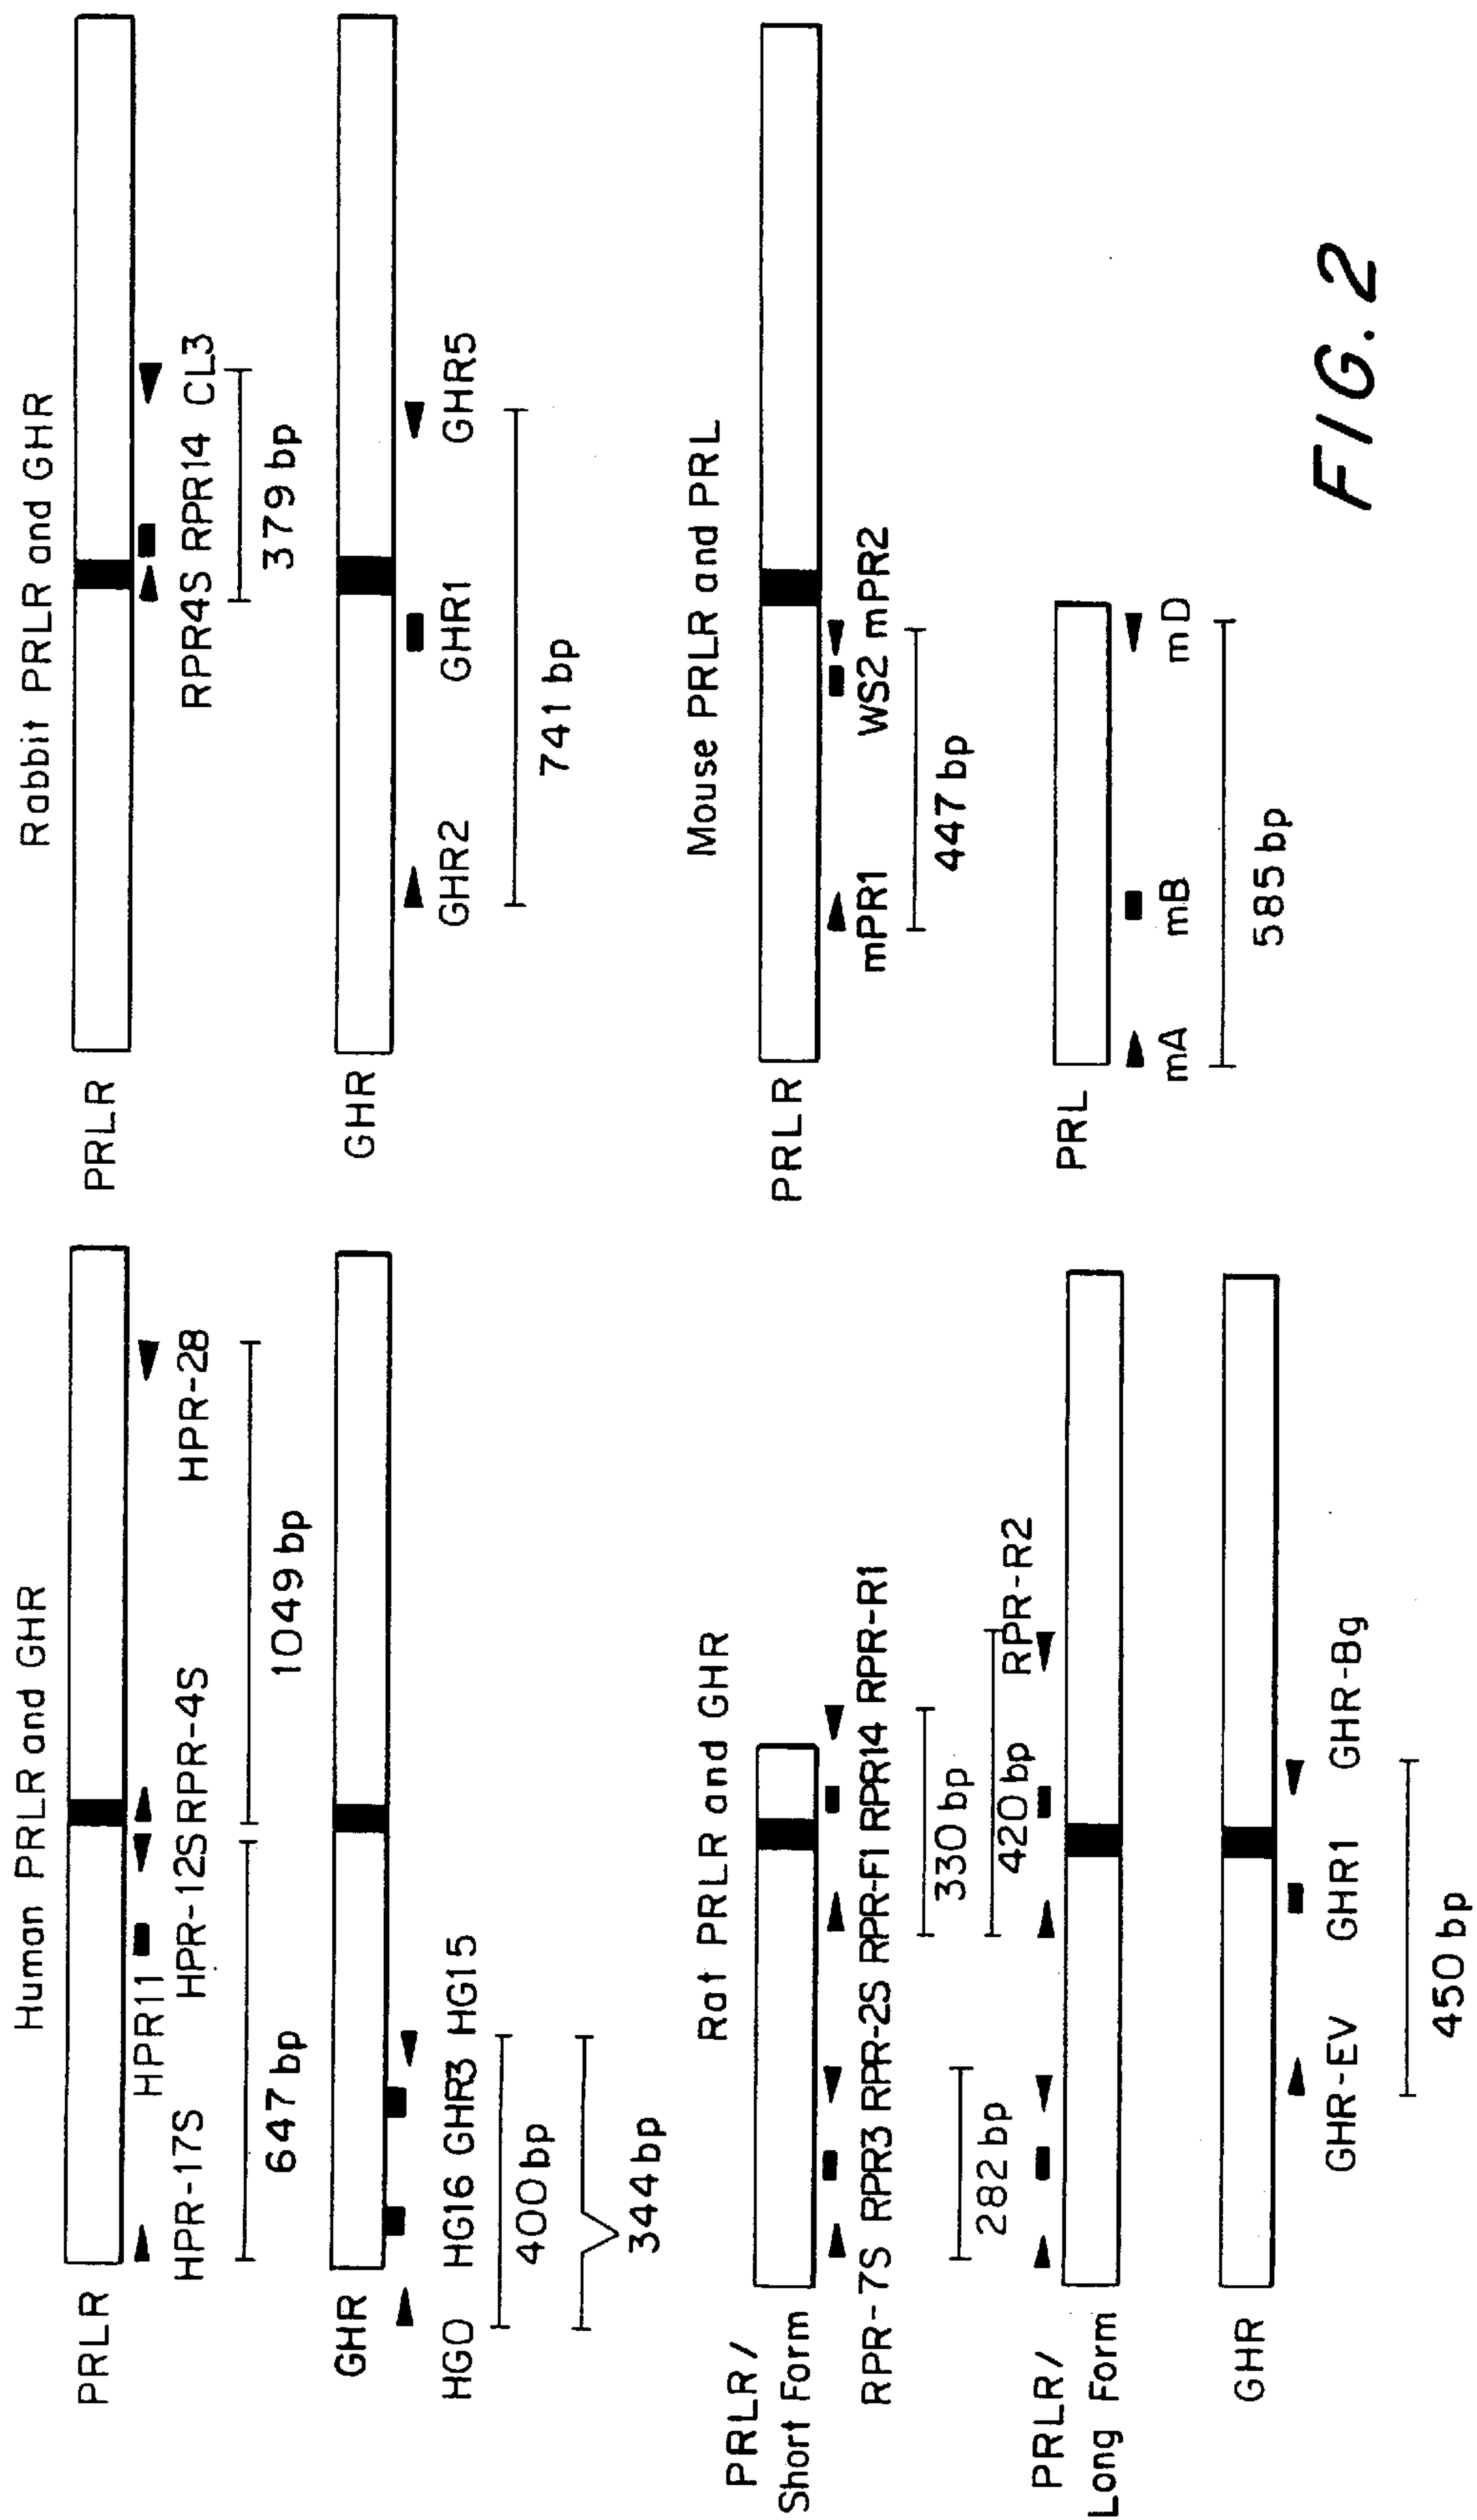 Human PRLR and GHR
PRLR
HPR11
HPR-17S HPR-12S RPR-4S HPR-28
647 bp 1049 bp
GHR
HGO HG16 GHR3 HG15
400 bp
344 bp
Rat PRLR and GHR
PRLR/
Short Form
RPR-7S RPR3 RPR-2S RPR-F1 RPR14 RPR-R1
330 bp
282 bp 420 bp RPR-R2
PRLR/
Long Form
GHR
GHR-EV GHR1 GHR-Bg
450 bp
Rabbit PRLR and GHR
PRLR
RPR4S RPR14 CL3
379 bp
GHR
GHR2 GHR1 GHR5
741 bp
Mouse PRLR and PRL
PRLR
mPR1 WS2 mPR2
447 bp
PRL
mA mB mD
585 bp
FIG. 2